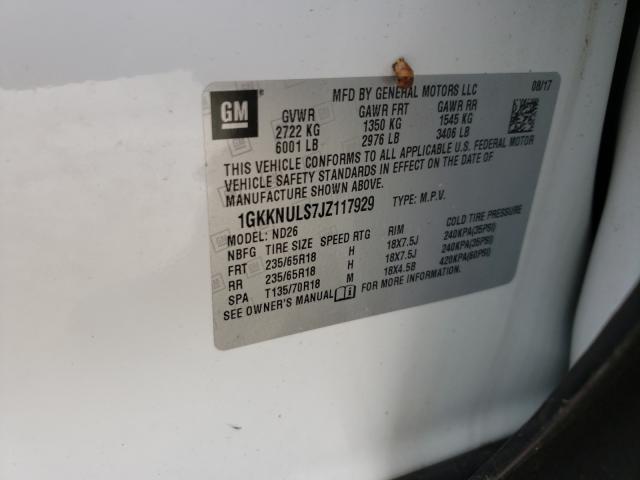 GM
MFD BY GENERAL MOTORS LLC 08/17
GVWR GAWR FRT GAWR RR
2722 KG 1350 KG 1545 KG
6001 LB 2976 LB 3406 LB
THIS VEHICLE CONFORMS TO ALL APPLICABLE U.S. FEDERAL MOTOR
VEHICLE SAFETY STANDARDS IN EFFECT ON THE DATE OF
MANUFACTURE SHOWN ABOVE.
1GKKNULS7JZ117929 TYPE: M.P.V.
MODEL: ND26
NBFG TIRE SIZE SPEED RTG RIM COLD TIRE PRESSURE
FRT 235/65R18 H 18X7.5J 240KPA(35PSI)
RR 235/65R18 H 18X7.5J 240KPA(35PSI)
SPA T135/70R18 M 18X4.5B 420KPA(60PSI)
SEE OWNER'S MANUAL FOR MORE INFORMATION.